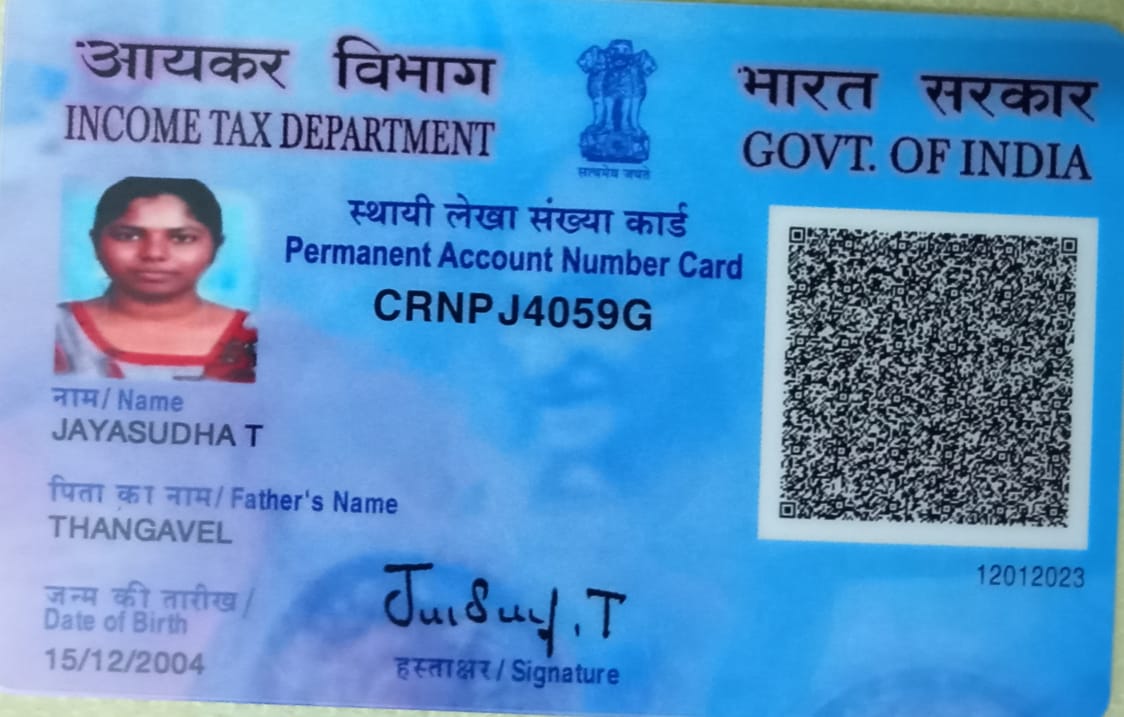 आयकर विभाग
INCOME TAX DEPARTMENT
सत्यमेव जयते
भारत सरकार
GOVT. OF INDIA
स्थायी लेखा संख्या कार्ड
Permanent Account Number Card
CRNPJ4059G
नाम / Name
JAYASUDHA T
पिता का नाम / Father's Name
THANGAVEL
जन्म की तारीख /
Date of Birth
15/12/2004
हस्ताक्षर / Signature
12012023